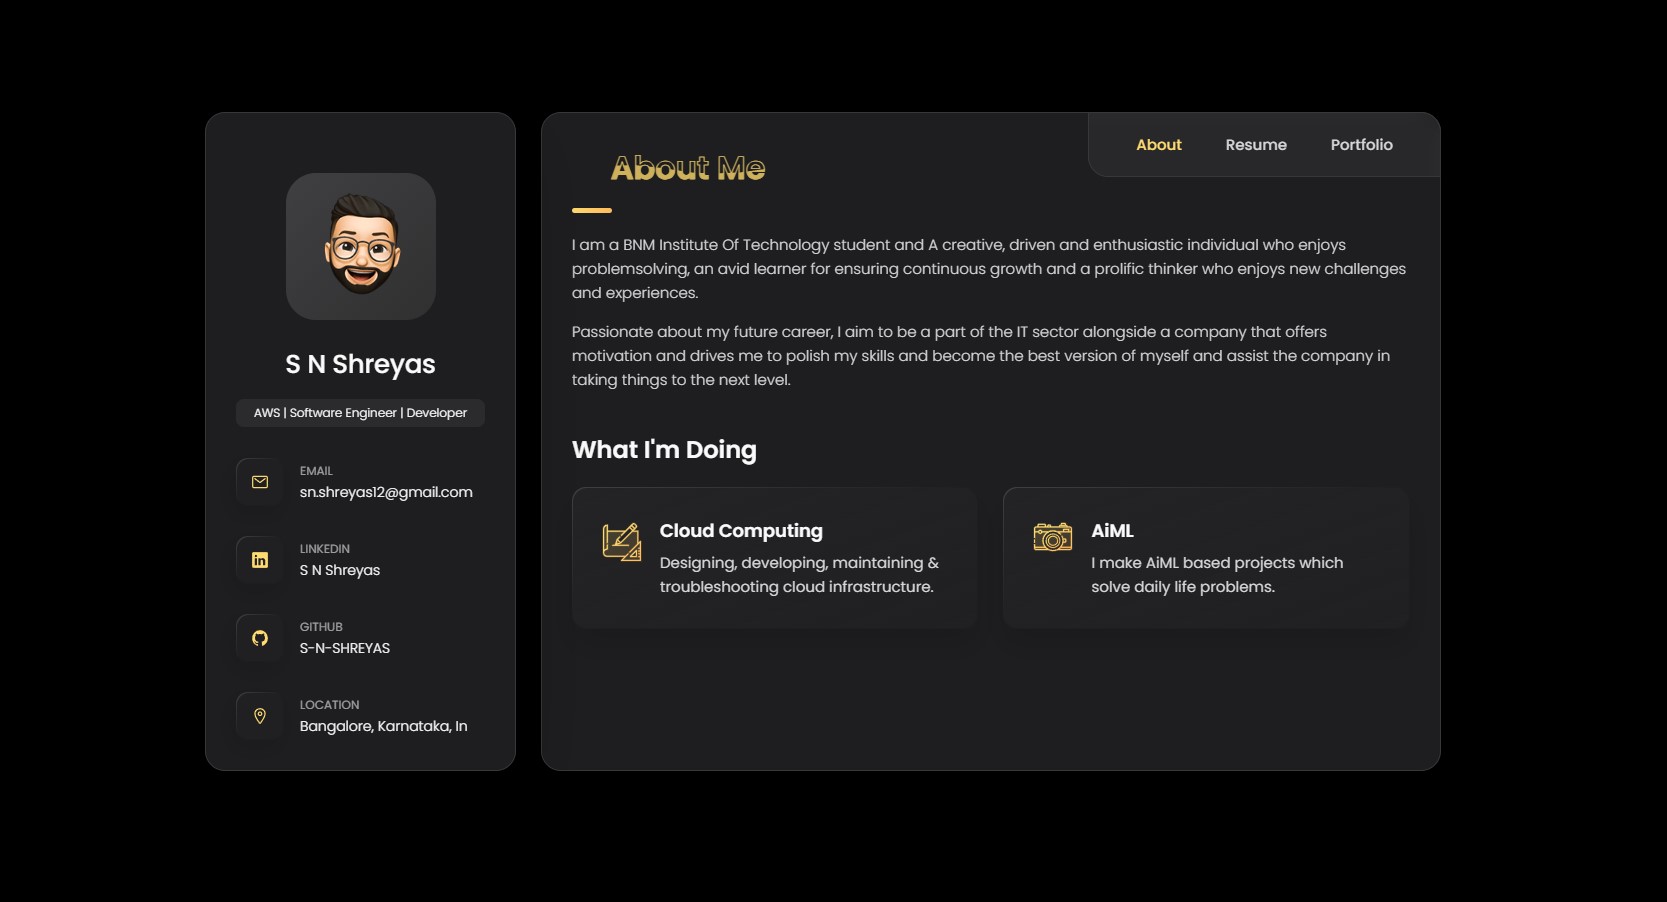 S N Shreyas
AWS | Software Engineer | Developer
EMAIL
sn.shreyas12@gmail.com
LINKEDIN
S N Shreyas
GITHUB
S-N-SHREYAS
LOCATION
Bangalore, Karnataka, In
About Resume Portfolio
About Me
I am a BNM Institute Of Technology student and A creative, driven and enthusiastic individual who enjoys
problemsolving, an avid learner for ensuring continuous growth and a prolific thinker who enjoys new challenges
and experiences.
Passionate about my future career, I aim to be a part of the IT sector alongside a company that offers
motivation and drives me to polish my skills and become the best version of myself and assist the company in
taking things to the next level.
What I'm Doing
Cloud Computing
Designing, developing, maintaining &
troubleshooting cloud infrastructure.
AiML
I make AiML based projects which
solve daily life problems.